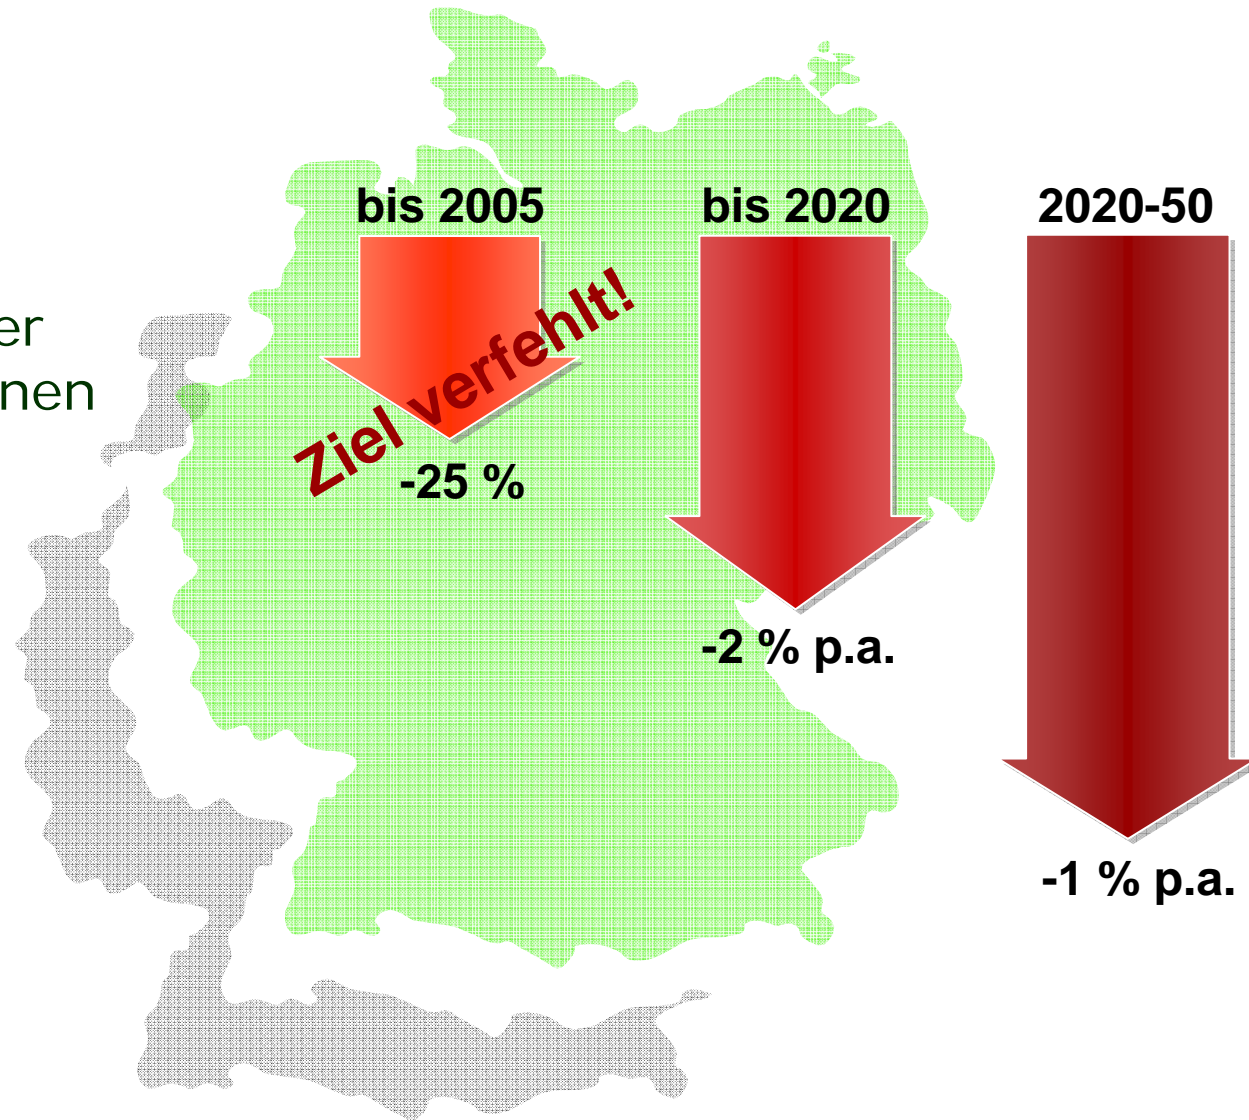 bis 2005
bis 2020
2020-50
er
nen
Ziel verfehlt!
-25 %
-2 % p.a.
-1 % p.a.